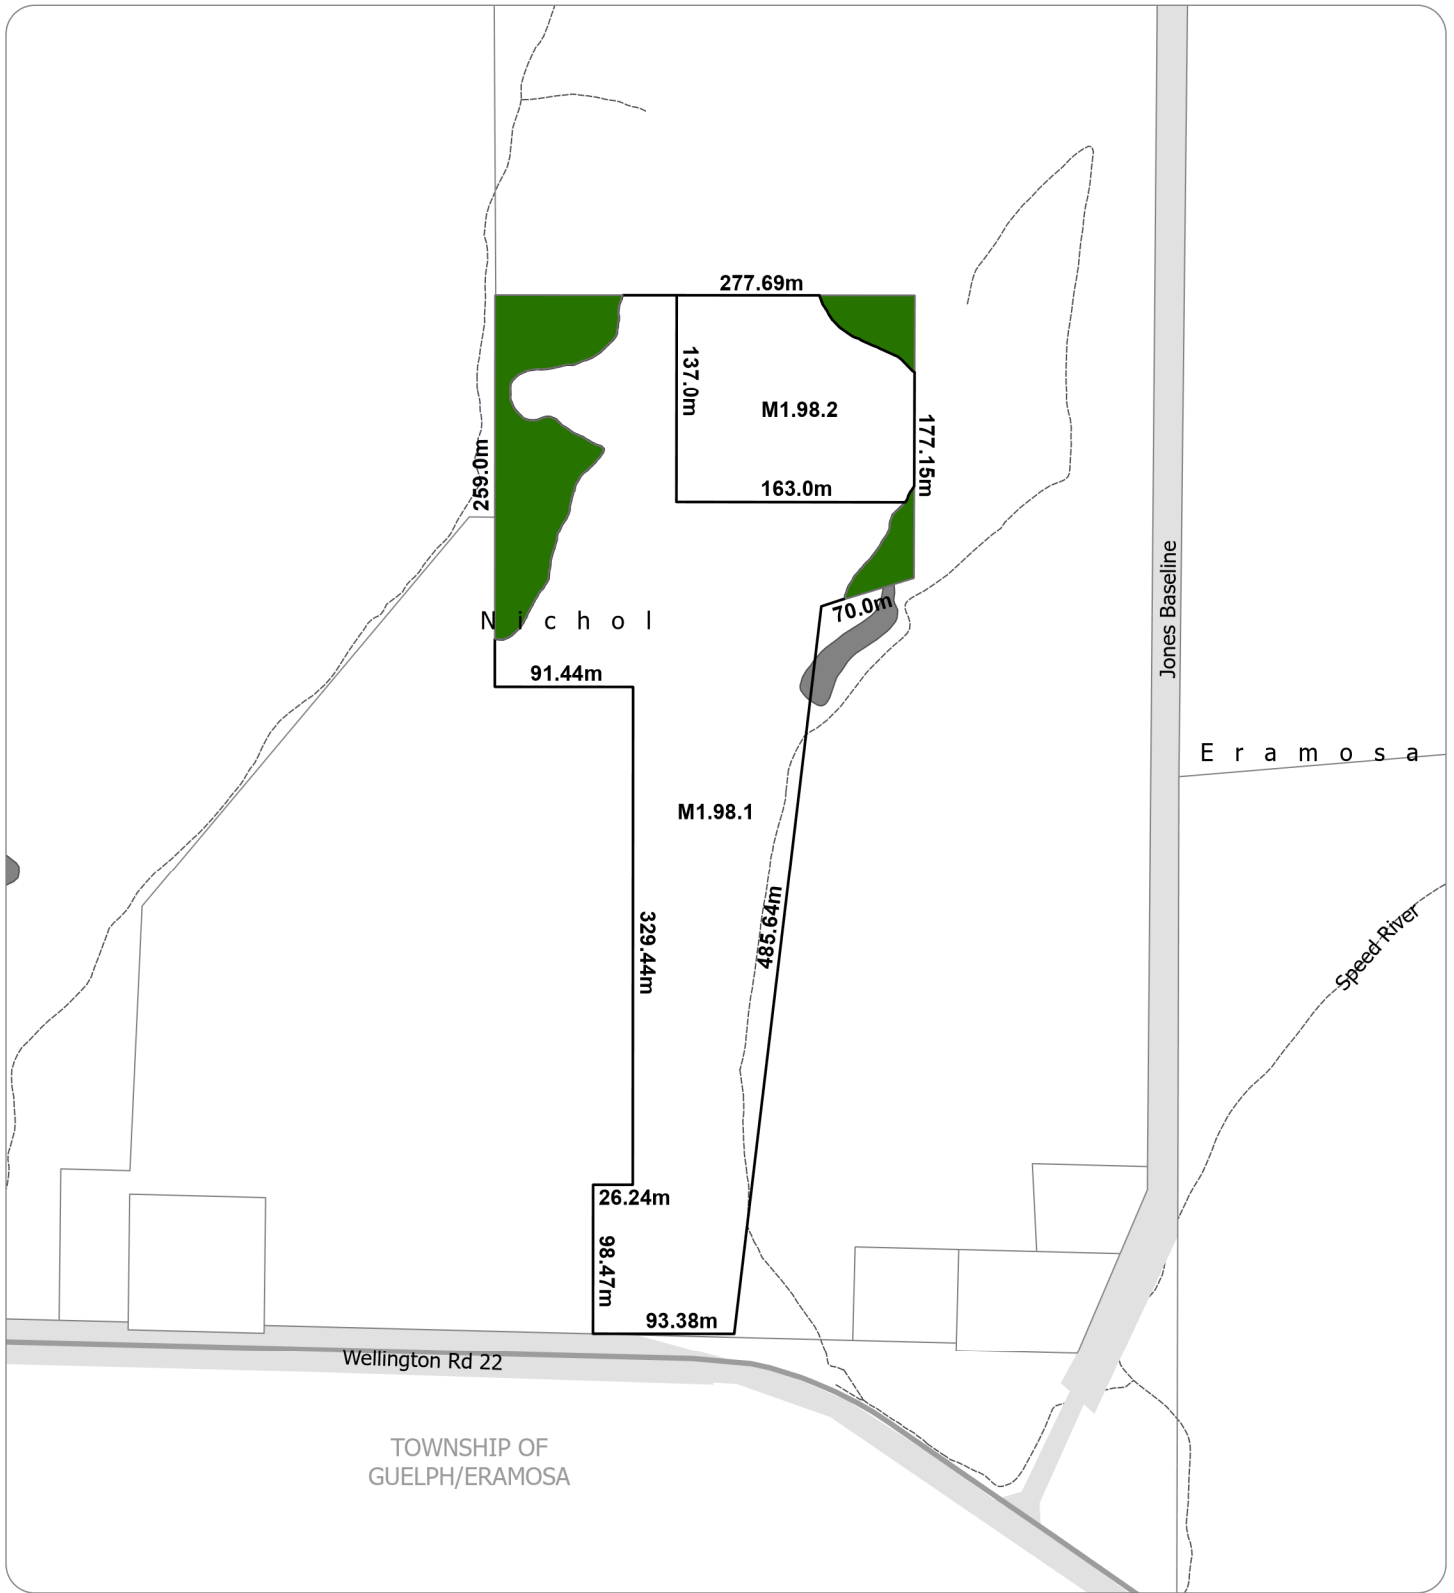 277.69m
137.0m
M1.98.2
177.15m
259.0m
163.0m
70.0m
Nichol
91.44m
Jones Baseline
Eramosa
M1.98.1
485.64m
329.44m
Speed River
26.24m
98.47m
93.38m
Wellington Rd 22
TOWNSHIP OF
GUELPH/ERAMOSA